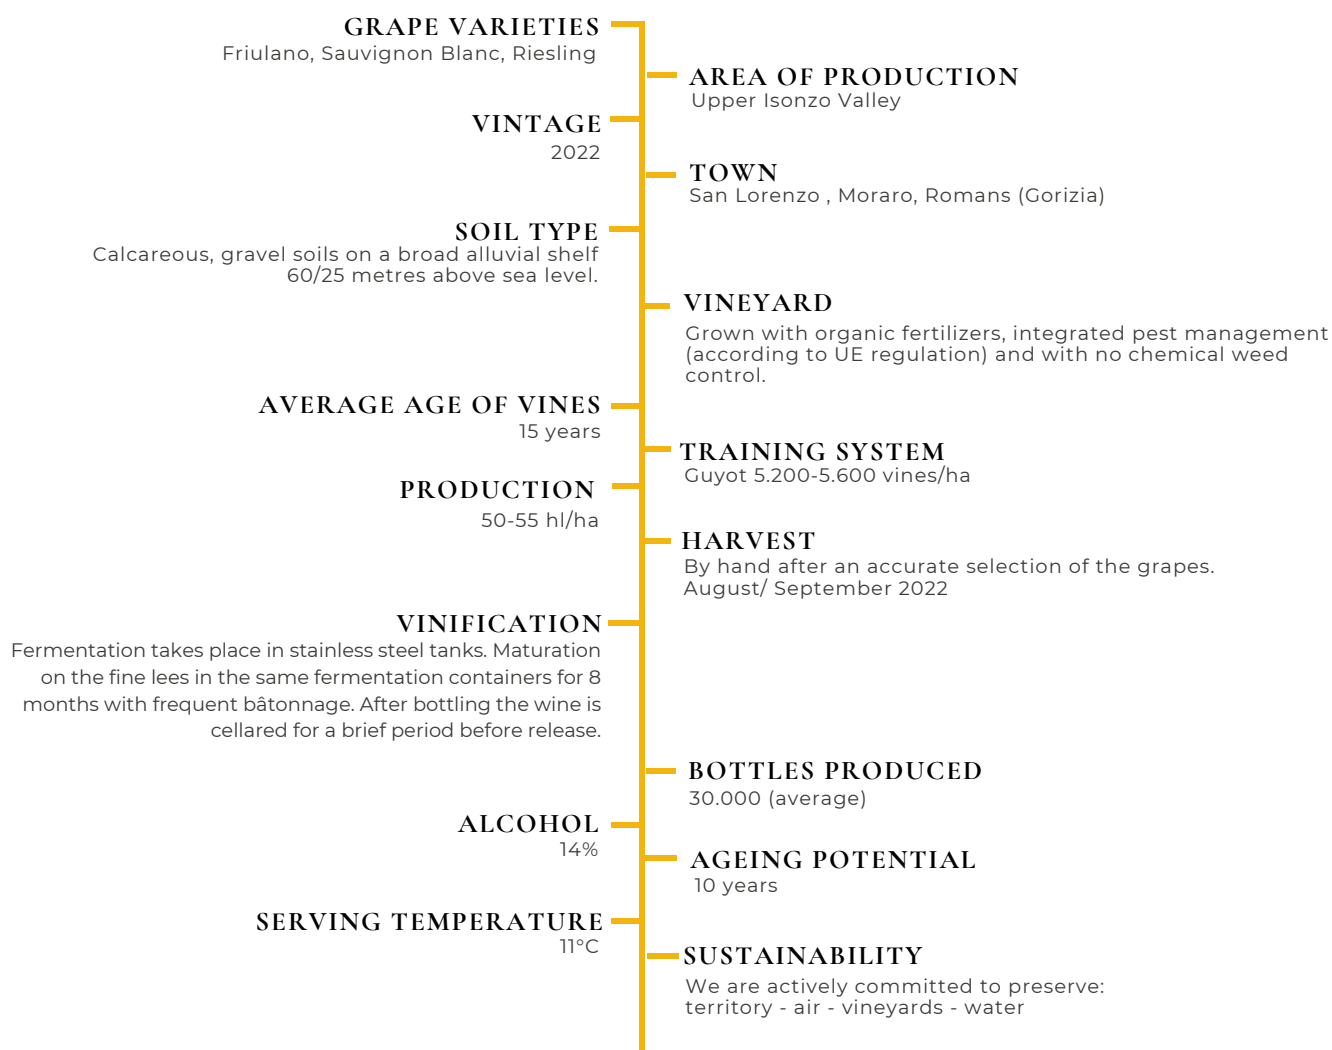 GRAPE VARIETIES
Friulano, Sauvignon Blanc, Riesling
AREA OF PRODUCTION
Upper Isonzo Valley
VINTAGE
2022
TOWN
San Lorenzo , Moraro, Romans (Gorizia)
SOIL TYPE
Calcareous, gravel soils on a broad alluvial shelf
60/25 metres above sea level.
VINEYARD
Grown with organic fertilizers, integrated pest management
(according to UE regulation) and with no chemical weed
control.
AVERAGE AGE OF VINES
15 years
TRAINING SYSTEM
Guyot 5.200-5.600 vines/ha
PRODUCTION
50-55 hl/ha
HARVEST
By hand after an accurate selection of the grapes.
August/ September 2022
VINIFICATION
Fermentation takes place in stainless steel tanks. Maturation
on the fine lees in the same fermentation containers for 8
months with frequent bâtonnage. After bottling the wine is
cellared for a brief period before release.
BOTTLES PRODUCED
30.000 (average)
ALCOHOL
14%
AGEING POTENTIAL
10 years
SERVING TEMPERATURE
11°C
SUSTAINABILITY
We are actively committed to preserve:
territory - air - vineyards - water